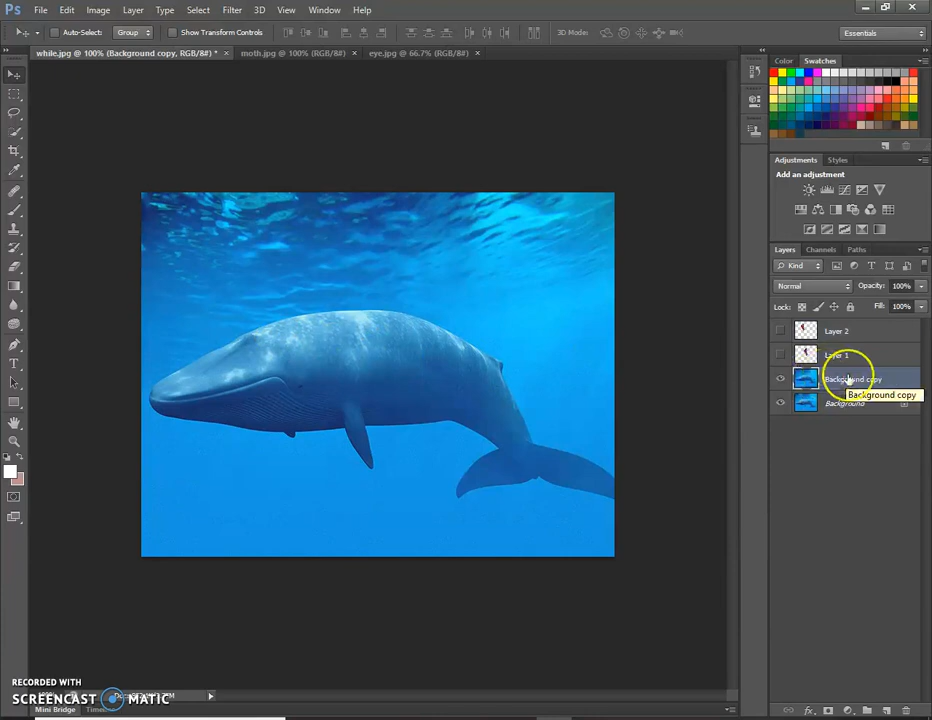 Ps File Edit Image Layer Type Select Filter 3D View Window Help
Auto-Select: Group Show Transform Controls 3D Mode: Essentials
while.jpg @ 100% (Background copy, RGB/8#) * × moth.jpg @ 100% (RGB/8#) × eye.jpg @ 66.7% (RGB/8#) ×
Color Swatches
Adjustments Styles
Add an adjustment
Layers Channels Paths
Kind
Normal Opacity: 100%
Lock: Fill: 100%
Layer 2
Layer 1
Background copy
Background copy
Background
fx
RECORDED WITH
SCREENCAST MATIC
Mini Bridge